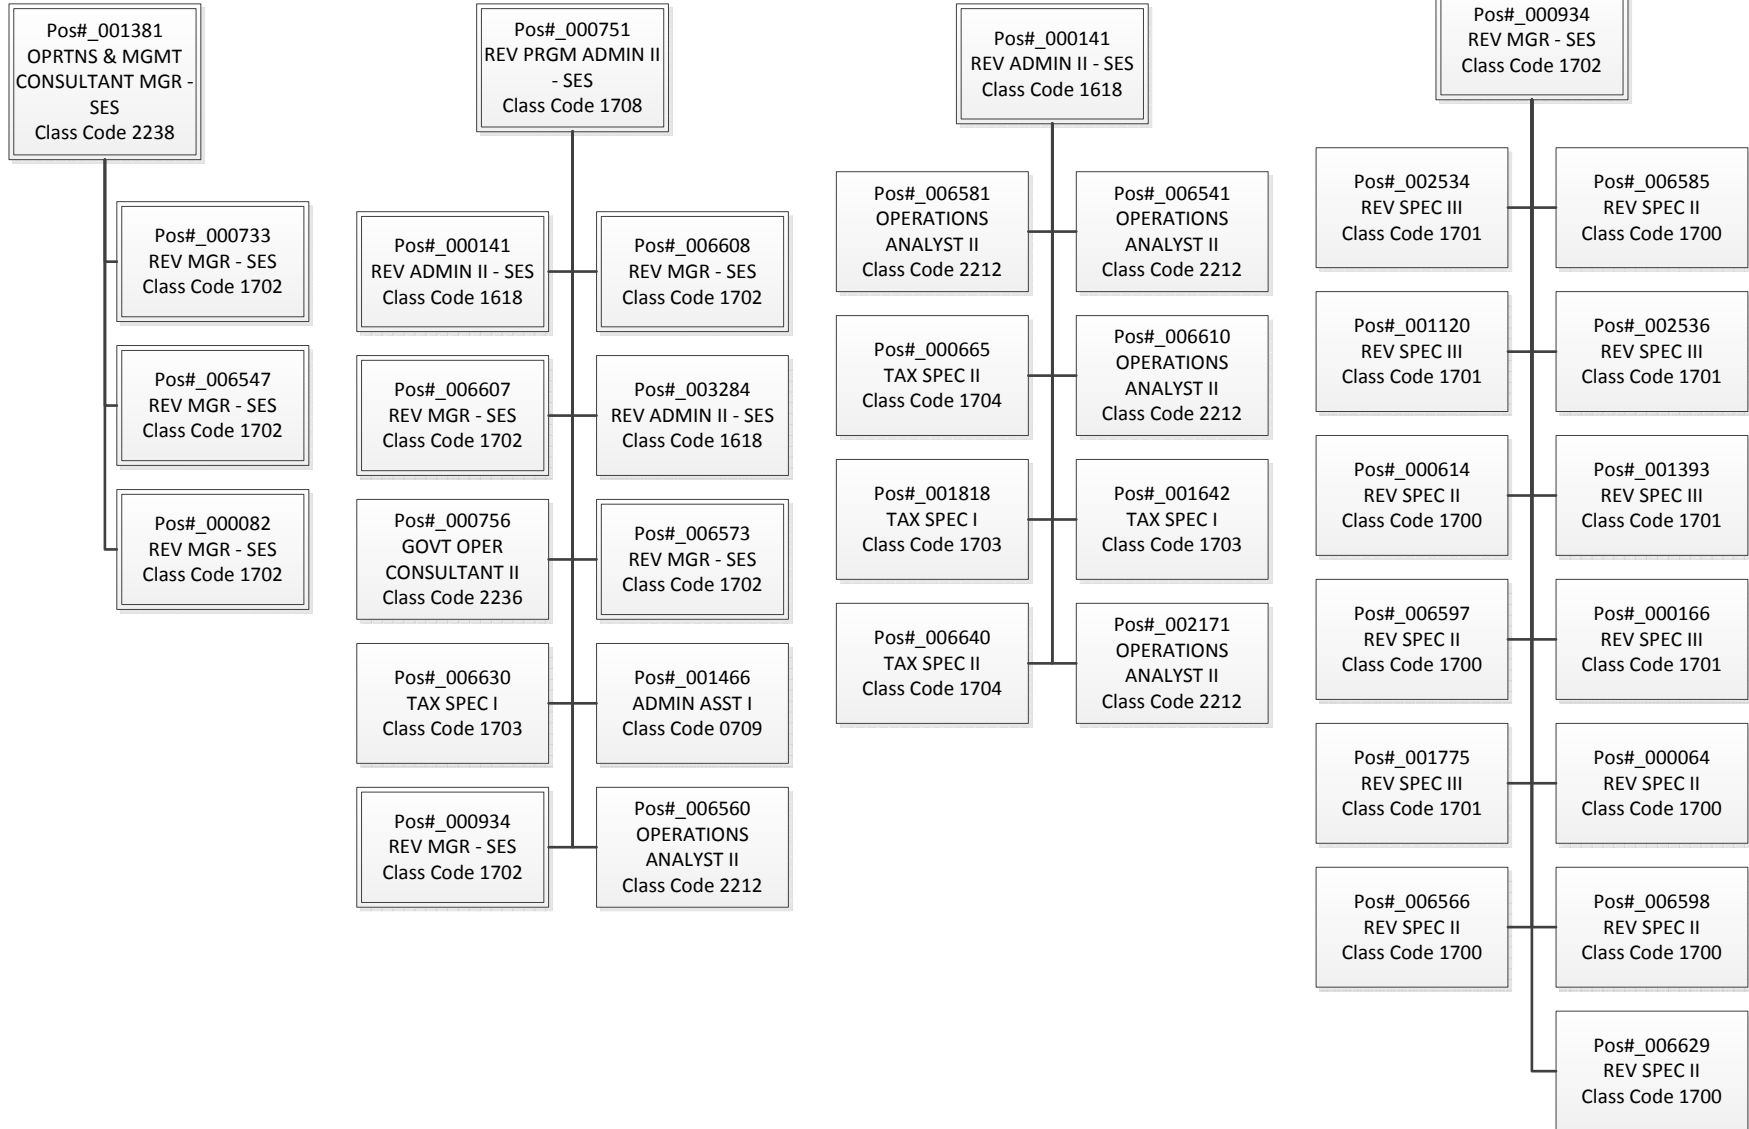 Pos#_001381
OPRTNS & MGMT
CONSULTANT MGR -
SES
Class Code 2238
Pos#_000733
REV MGR - SES
Class Code 1702
Pos#_006547
REV MGR - SES
Class Code 1702
Pos#_000082
REV MGR - SES
Class Code 1702
Pos#_000751
REV PRGM ADMIN II
- SES
Class Code 1708
Pos#_000141
REV ADMIN II - SES
Class Code 1618
Pos#_006608
REV MGR - SES
Class Code 1702
Pos#_006607
REV MGR - SES
Class Code 1702
Pos#_003284
REV ADMIN II - SES
Class Code 1618
Pos#_000756
GOVT OPER
CONSULTANT II
Class Code 2236
Pos#_006573
REV MGR - SES
Class Code 1702
Pos#_006630
TAX SPEC I
Class Code 1703
Pos#_001466
ADMIN ASST I
Class Code 0709
Pos#_000934
REV MGR - SES
Class Code 1702
Pos#_006560
OPERATIONS
ANALYST II
Class Code 2212
Pos#_000141
REV ADMIN II - SES
Class Code 1618
Pos#_006581
OPERATIONS
ANALYST II
Class Code 2212
Pos#_006541
OPERATIONS
ANALYST II
Class Code 2212
Pos#_000665
TAX SPEC II
Class Code 1704
Pos#_006610
OPERATIONS
ANALYST II
Class Code 2212
Pos#_001818
TAX SPEC I
Class Code 1703
Pos#_001642
TAX SPEC I
Class Code 1703
Pos#_006640
TAX SPEC II
Class Code 1704
Pos#_002171
OPERATIONS
ANALYST II
Class Code 2212
Pos#_000934
REV MGR - SES
Class Code 1702
Pos#_002534
REV SPEC III
Class Code 1701
Pos#_006585
REV SPEC II
Class Code 1700
Pos#_001120
REV SPEC III
Class Code 1701
Pos#_002536
REV SPEC III
Class Code 1701
Pos#_000614
REV SPEC II
Class Code 1700
Pos#_001393
REV SPEC III
Class Code 1701
Pos#_006597
REV SPEC II
Class Code 1700
Pos#_000166
REV SPEC III
Class Code 1701
Pos#_001775
REV SPEC III
Class Code 1701
Pos#_000064
REV SPEC II
Class Code 1700
Pos#_006566
REV SPEC II
Class Code 1700
Pos#_006598
REV SPEC II
Class Code 1700
Pos#_006629
REV SPEC II
Class Code 1700